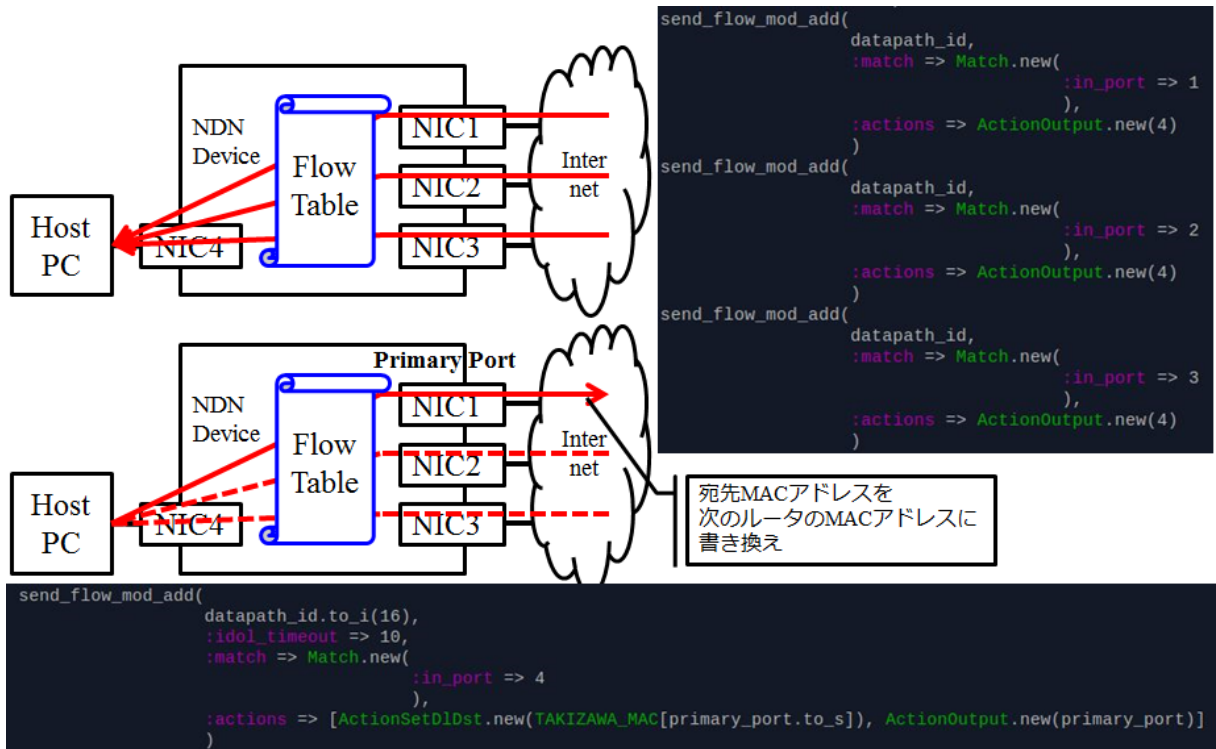 NDN
Device
Flow
Table
NIC1
NIC2
NIC3
NIC4
Host
PC
Inter
net
send_flow_mod_add(
datapath_id,
:match => Match.new(
:in_port => 1
),
:actions => ActionOutput.new(4)
)
send_flow_mod_add(
datapath_id,
:match => Match.new(
:in_port => 2
),
:actions => ActionOutput.new(4)
)
send_flow_mod_add(
datapath_id,
:match => Match.new(
:in_port => 3
),
:actions => ActionOutput.new(4)
)
Primary Port
NDN
Device
Flow
Table
NIC1
NIC2
NIC3
NIC4
Host
PC
Inter
net
宛先MACアドレスを
次のルータのMACアドレスに
書き換え
send_flow_mod_add(
datapath_id.to_i(16),
:idol_timeout => 10,
:match => Match.new(
:in_port => 4
),
:actions => [ActionSetDlDst.new(TAKIZAWA_MAC[primary_port.to_s]), ActionOutput.new(primary_port)]
)